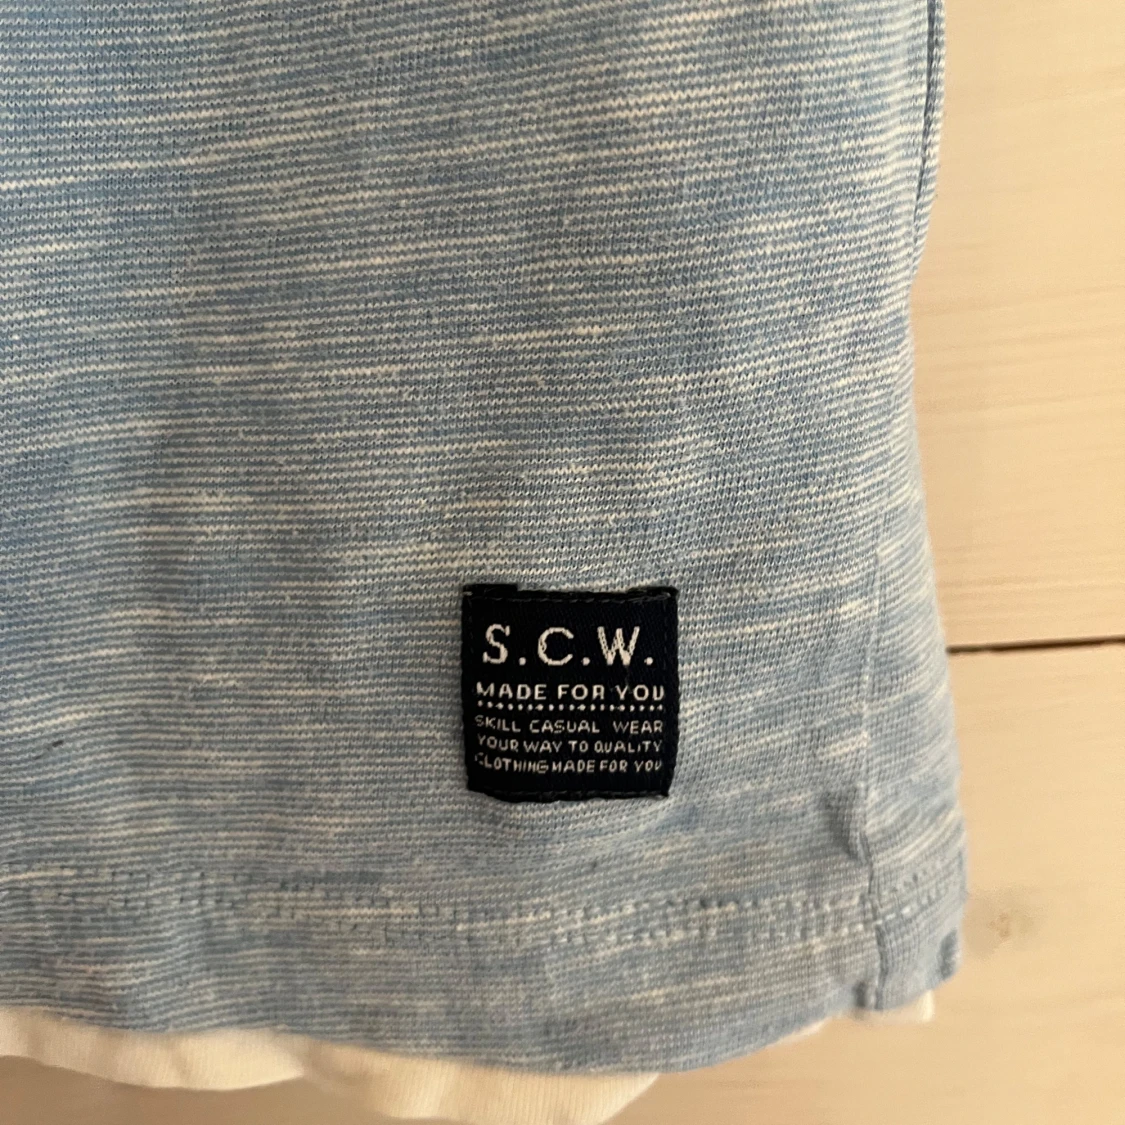 S.C.W.
MADE FOR YOU
SKILL CASUAL WEAR
YOUR WAY TO QUALITY
CLOTHING MADE FOR YOU